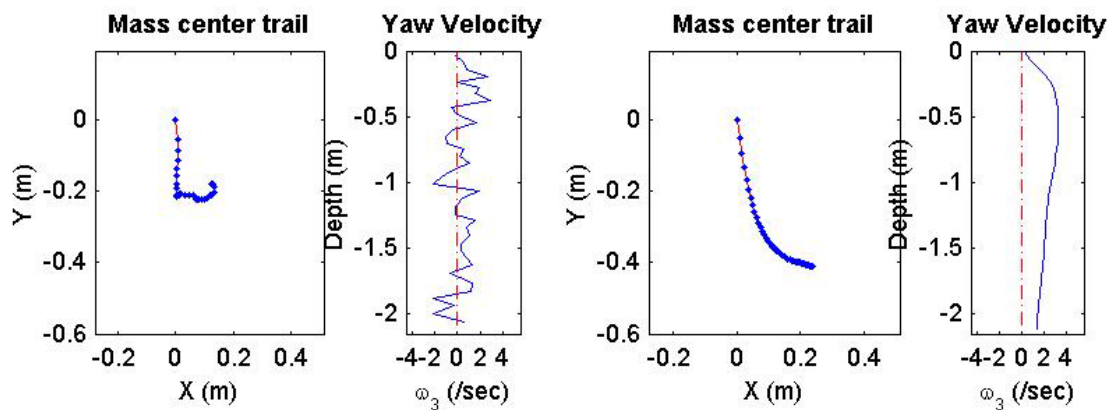 Mass center trail
Yaw Velocity
Mass center trail
Yaw Velocity
0
-0.2
-0.4
-0.6
Y (m)
-0.2 0 0.2 0.4
X (m)
0
-0.5
-1
-1.5
-2
Depth (m)
-4 -2 0 2 4
ω3 (/sec)
0
-0.2
-0.4
-0.6
Y (m)
-0.2 0 0.2 0.4
X (m)
0
-0.5
-1
-1.5
-2
Depth (m)
-4 -2 0 2 4
ω3 (/sec)